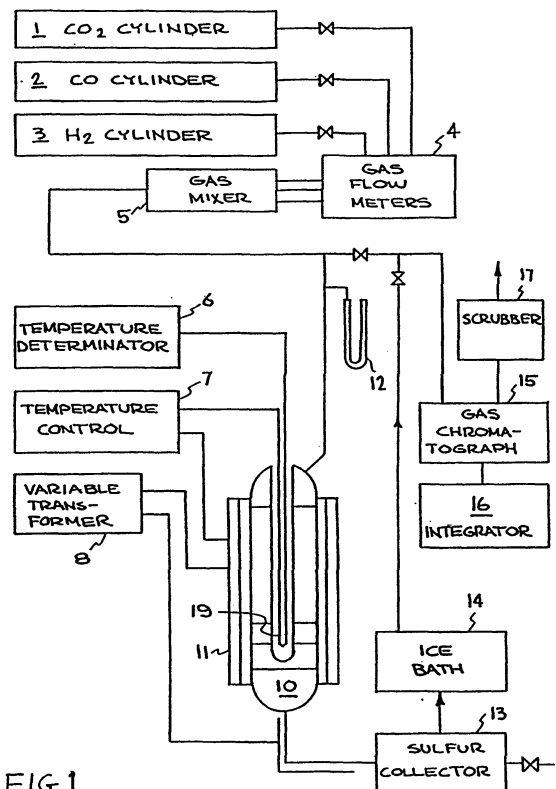 1 CO₂ CYLINDER
2 CO CYLINDER
3 H₂ CYLINDER
4
GAS
FLOW
METERS
GAS
MIXER
5
17
SCRUBBER
6
TEMPERATURE
DETERMINATOR
12
7
TEMPERATURE
CONTROL
15
GAS
CHROMA-
TOGRAPH
VARIABLE
TRANS-
FORMER
8
16
INTEGRATOR
19
11
10
14
ICE
BATH
13
SULFUR
COLLECTOR
FIG 1